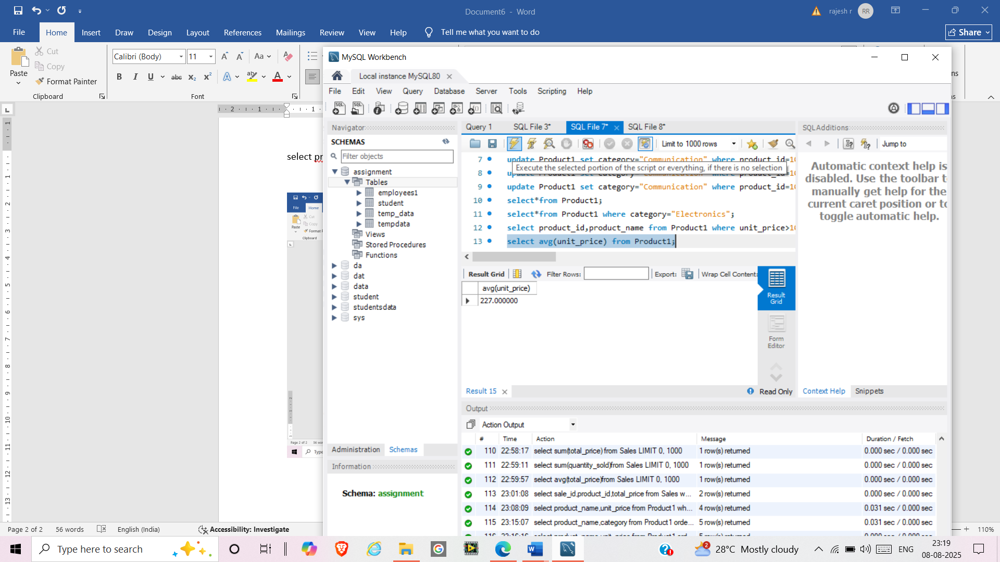 Document6 - Word
rajesh r
RR
File Home Insert Draw Design Layout References Mailings Review View Help Tell me what you want to do
Share
Paste
Cut
Copy
Format Painter
Clipboard
Calibri (Body) 11
Font
select pr
MySQL Workbench
Local instance MySQL80
File Edit View Query Database Server Tools Scripting Help
Navigator
SCHEMAS
Filter objects
assignment
Tables
employees1
student
temp_data
tempdata
Views
Stored Procedures
Functions
da
dat
data
student
studentsdata
sys
Administration Schemas
Information
Schema: assignment
Query 1 SQL File 3* SQL File 7* SQL File 8*
Limit to 1000 rows
7 update Product1 set category="Communication" where product_id=10
Execute the selected portion of the script or everything, if there is no selection
8
9 update Product1 set category="Communication" where product_id=10
10 select*from Product1;
11 select*from Product1 where category="Electronics";
12 select product_id,product_name from Product1 where unit_price>10
13 select avg(unit_price) from Product1;
Result Grid Filter Rows: Export: Wrap Cell Content:
avg(unit_price)
227.000000
Result Grid
Form Editor
Result 15
Read Only
SQLAdditions
Jump to
Automatic context help is
disabled. Use the toolbar t
manually get help for the
current caret position or to
toggle automatic help.
Context Help Snippets
Output
Action Output
# Time Action Message Duration / Fetch
110 22:58:17 select sum(total_price) from Sales LIMIT 0, 1000 1 row(s) returned 0.000 sec / 0.000 sec
111 22:59:11 select sum(quantity_sold)from Sales LIMIT 0, 1000 1 row(s) returned 0.000 sec / 0.000 sec
112 22:59:57 select avg(total_price)from Sales LIMIT 0, 1000 1 row(s) returned 0.000 sec / 0.000 sec
113 23:01:08 select sale_id,product_id,total_price from Sales w... 2 row(s) returned 0.000 sec / 0.000 sec
114 23:08:09 select product_name,unit_price from Product1 wh... 4 row(s) returned 0.031 sec / 0.000 sec
115 23:15:07 select product_name,category from Product1 orde... 5 row(s) returned 0.031 sec / 0.000 sec
Page 2 of 2 56 words English (India) Accessibility: Investigate
110%
Type here to search
28°C Mostly cloudy
ENG
23:19
08-08-2025